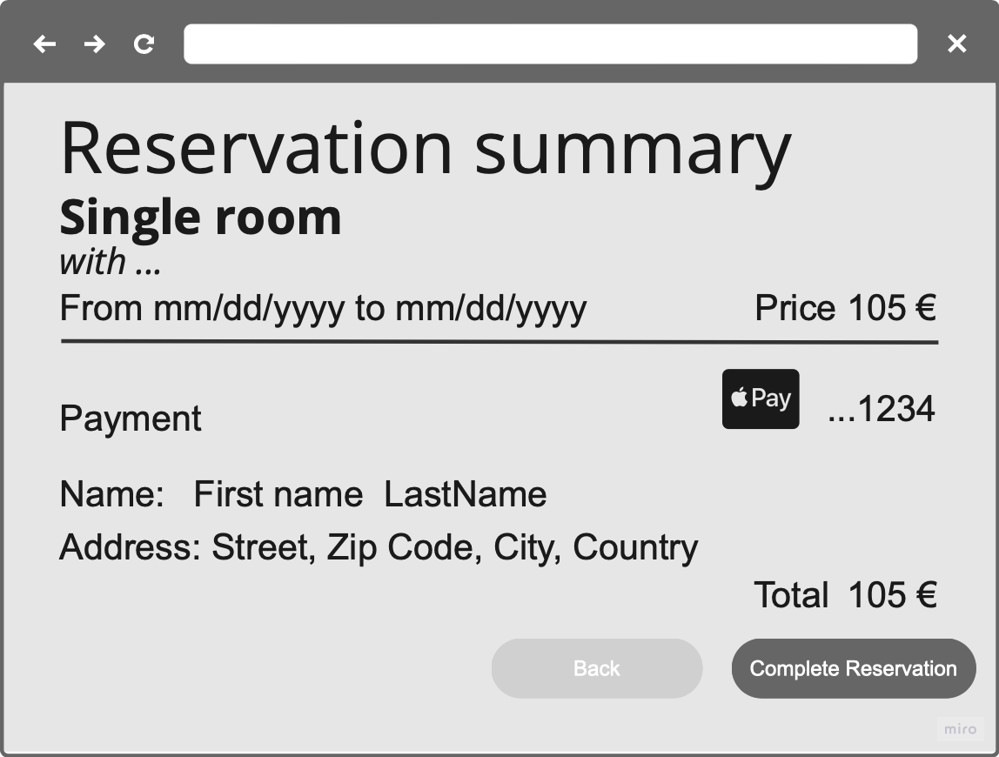 Reservation summary
Single room
with ...
From mm/dd/yyyy to mm/dd/yyyy Price 105 €
Pay ...1234
Payment
Name: First name LastName
Address: Street, Zip Code, City, Country
Total 105 €
Back Complete Reservation
miro